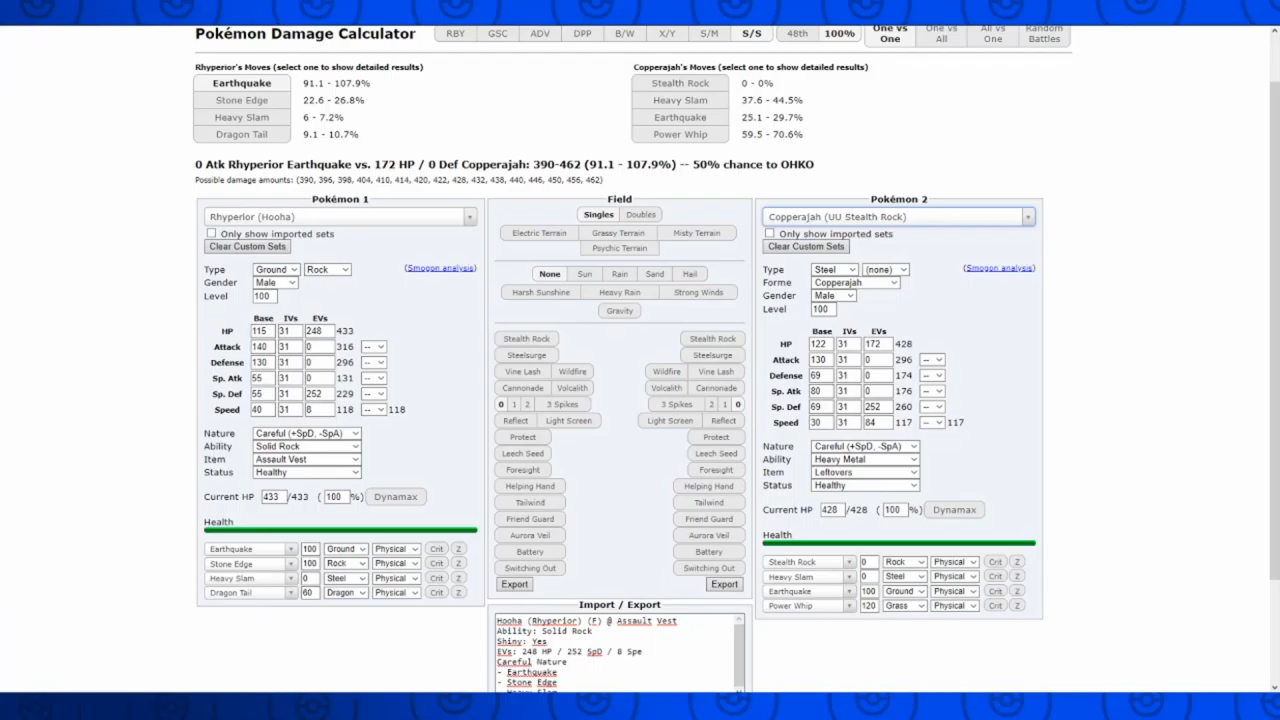 Pokémon Damage Calculator RBY GSC ADV DPP B/W X/Y S/M S/S 48th 100% One vs One One vs All All vs One Random Battles
Rhyperior's Moves (select one to show detailed results) Copperajah's Moves (select one to show detailed results)
Earthquake 91.1 - 107.9% Stealth Rock 0 - 0%
Stone Edge 22.6 - 26.8% Heavy Slam 37.6 - 44.5%
Heavy Slam 6 - 7.2% Earthquake 25.1 - 29.7%
Dragon Tail 9.1 - 10.7% Power Whip 59.5 - 70.6%
0 Atk Rhyperior Earthquake vs. 172 HP / 0 Def Copperajah: 390-462 (91.1 - 107.9%) -- 50% chance to OHKO
Possible damage amounts: (390, 396, 398, 404, 410, 414, 420, 422, 428, 432, 438, 440, 446, 450, 456, 462)
Pokémon 1
Rhyperior (Hooha)
Only show imported sets
Clear Custom Sets
Type Ground Rock (Smogon analysis)
Gender Male
Level 100
Base IVs EVs
HP 115 31 248 433
Attack 140 31 0 316 --
Defense 130 31 0 296 --
Sp. Atk 55 31 0 131 --
Sp. Def 55 31 252 229 --
Speed 40 31 8 118 -- 118
Nature Careful (+SpD, -SpA)
Ability Solid Rock
Item Assault Vest
Status Healthy
Current HP 433 /433 ( 100 %) Dynamax
Health
Earthquake 100 Ground Physical Crit Z
Stone Edge 100 Rock Physical Crit Z
Heavy Slam 0 Steel Physical Crit Z
Dragon Tail 60 Dragon Physical Crit Z
Field
Singles Doubles
Electric Terrain Grassy Terrain Misty Terrain
Psychic Terrain
None Sun Rain Sand Hail
Harsh Sunshine Heavy Rain Strong Winds
Gravity
Stealth Rock Stealth Rock
Steelsurge Steelsurge
Vine Lash Wildfire Wildfire Vine Lash
Cannonade Volcalith Volcalith Cannonade
0 1 2 3 Spikes 3 Spikes 2 1 0
Reflect Light Screen Light Screen Reflect
Protect Protect
Leech Seed Leech Seed
Foresight Foresight
Helping Hand Helping Hand
Tailwind Tailwind
Friend Guard Friend Guard
Aurora Veil Aurora Veil
Battery Battery
Switching Out Switching Out
Export Export
Import / Export
Hooha (Rhyperior) (F) @ Assault Vest
Ability: Solid Rock
Shiny: Yes
EVs: 248 HP / 252 SpD / 8 Spe
Careful Nature
- Earthquake
- Stone Edge
Pokémon 2
Copperajah (UU Stealth Rock)
Only show imported sets
Clear Custom Sets
Type Steel (none) (Smogon analysis)
Forme Copperajah
Gender Male
Level 100
Base IVs EVs
HP 122 31 172 428
Attack 130 31 0 296 --
Defense 69 31 0 174 --
Sp. Atk 80 31 0 176 --
Sp. Def 69 31 252 260 --
Speed 30 31 84 117 -- 117
Nature Careful (+SpD, -SpA)
Ability Heavy Metal
Item Leftovers
Status Healthy
Current HP 428 /428 ( 100 %) Dynamax
Health
Stealth Rock 0 Rock Physical Crit Z
Heavy Slam 0 Steel Physical Crit Z
Earthquake 100 Ground Physical Crit Z
Power Whip 120 Grass Physical Crit Z